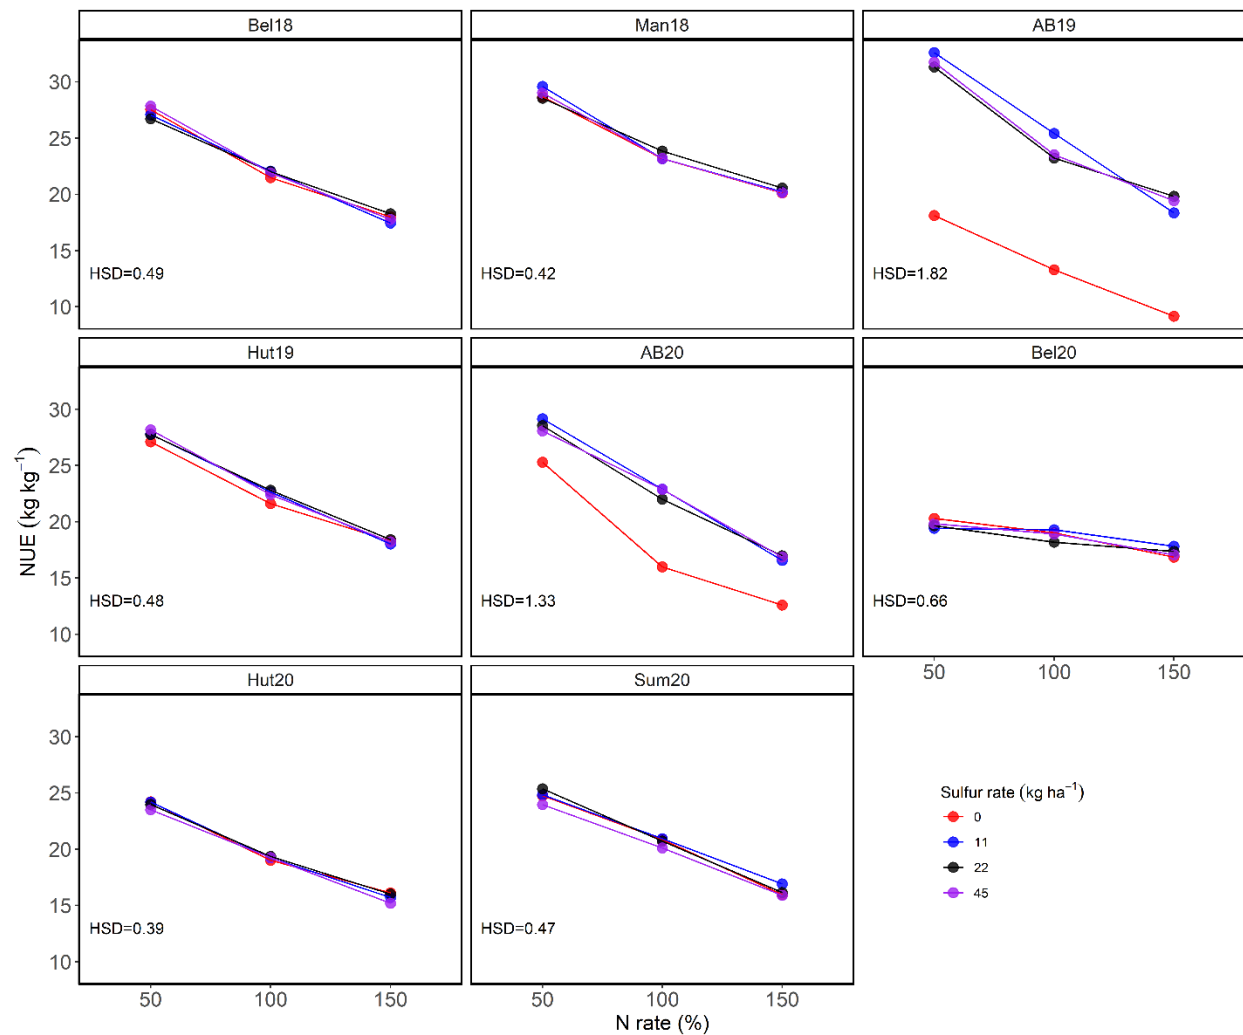 Bel18
Man18
AB19
30
25
20
15
10
HSD=0.49
HSD=0.42
HSD=1.82
Hut19
AB20
Bel20
30
25
20
15
10
HSD=0.48
HSD=1.33
HSD=0.66
50 100 150
NUE (kg kg⁻¹)
Hut20
Sum20
30
25
20
15
10
HSD=0.39
HSD=0.47
50 100 150
50 100 150
N rate (%)
Sulfur rate (kg ha⁻¹)
0
11
22
45